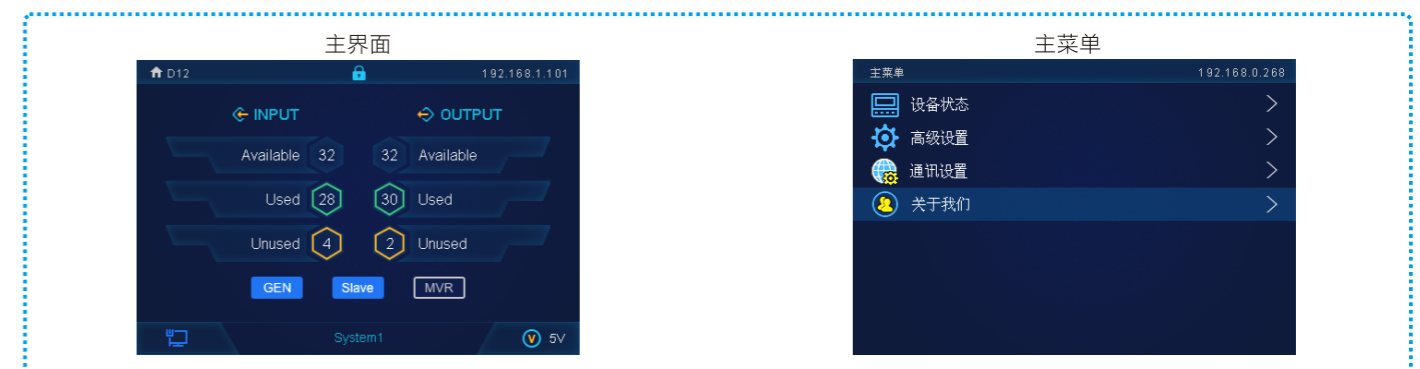 主界面
D12 192.168.1.101
INPUT OUTPUT
Available 32 32 Available
Used 28 30 Used
Unused 4 2 Unused
GEN Slave MVR
System1 V 5V
主菜单
主菜单 192.168.0.268
设备状态
高级设置
通讯设置
关于我们